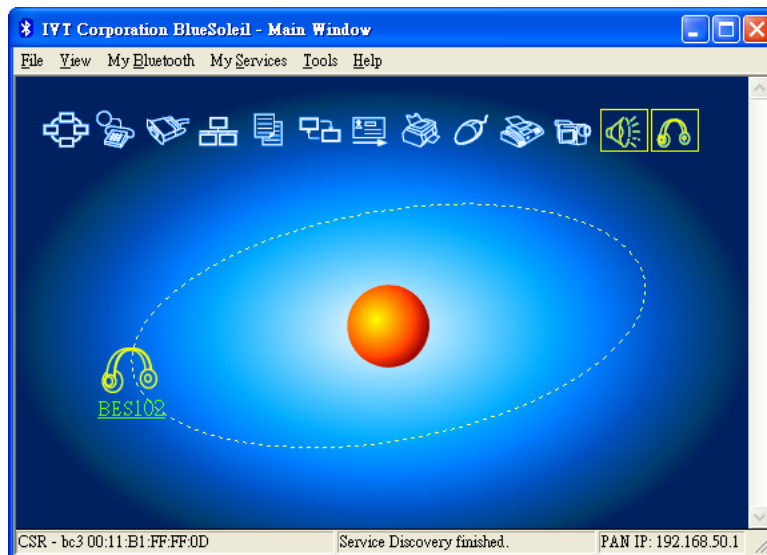 IVT Corporation BlueSoleil - Main Window
File View My Bluetooth My Services Tools Help
BES102
CSR - bc3 00:11:B1:FF:FF:0D Service Discovery finished. PAN IP: 192.168.50.1